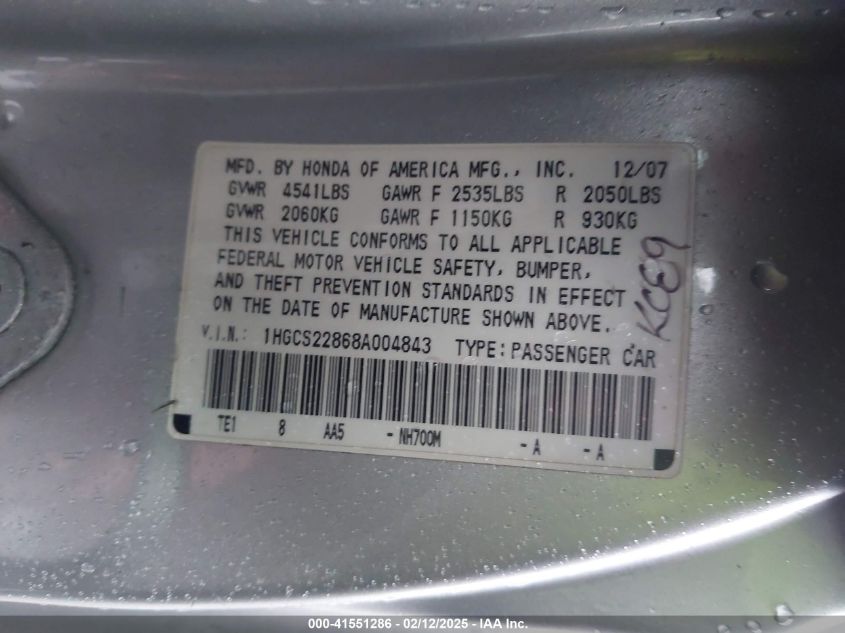 MFD. BY HONDA OF AMERICA MFG., INC. 12/07
GVWR 4541LBS GAWR F 2535LBS R 2050LBS
GVWR 2060KG GAWR F 1150KG R 930KG
THIS VEHICLE CONFORMS TO ALL APPLICABLE
FEDERAL MOTOR VEHICLE SAFETY, BUMPER,
AND THEFT PREVENTION STANDARDS IN EFFECT
ON THE DATE OF MANUFACTURE SHOWN ABOVE.
KCE9
V.I.N.: 1HGCS22868A004843 TYPE: PASSENGER CAR
TE1 8 AA5 - NH700M - A - A
000-41551286 - 02/12/2025 - IAA Inc.